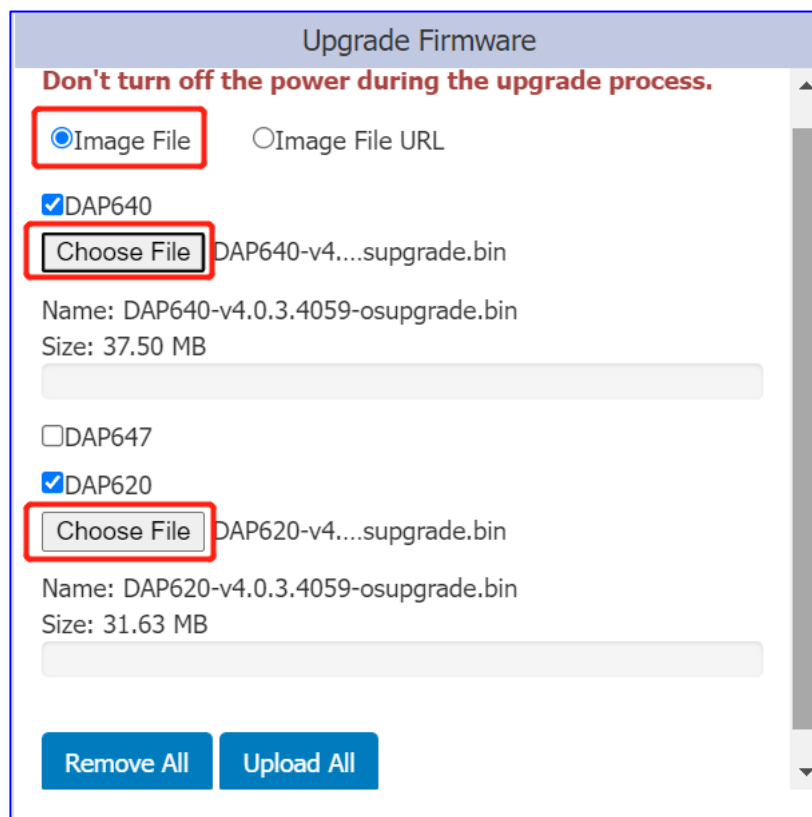 Upgrade Firmware
Don't turn off the power during the upgrade process.
Image File Image File URL
DAP640
Choose File DAP640-v4....supgrade.bin
Name: DAP640-v4.0.3.4059-osupgrade.bin
Size: 37.50 MB
DAP647
DAP620
Choose File DAP620-v4....supgrade.bin
Name: DAP620-v4.0.3.4059-osupgrade.bin
Size: 31.63 MB
Remove All Upload All